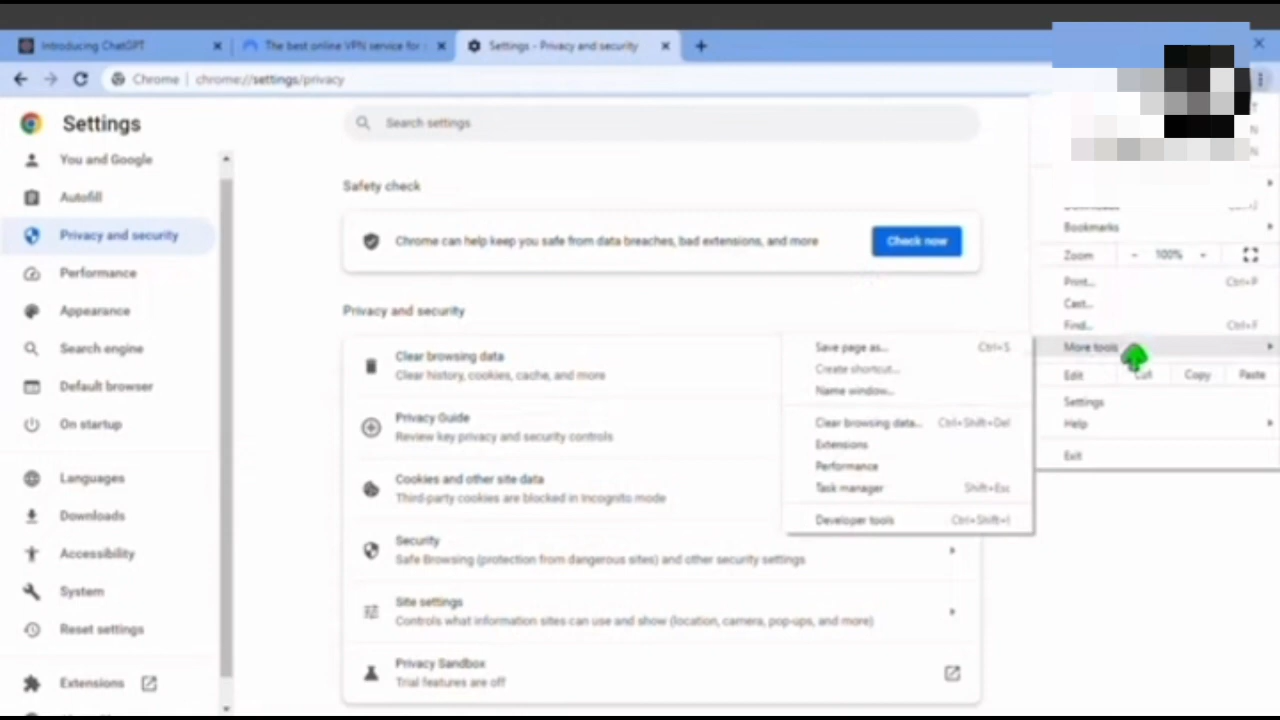 Introducing ChatGPT
The best online VPN service for
Settings - Privacy and security
Chrome
chrome://settings/privacy
Settings
Search settings
You and Google
Autofill
Privacy and security
Performance
Appearance
Search engine
Default browser
On startup
Languages
Downloads
Accessibility
System
Reset settings
Extensions
Safety check
Chrome can help keep you safe from data breaches, bad extensions, and more
Check now
Privacy and security
Clear browsing data
Clear history, cookies, cache, and more
Privacy Guide
Review key privacy and security controls
Cookies and other site data
Third-party cookies are blocked in Incognito mode
Security
Safe Browsing (protection from dangerous sites) and other security settings
Site settings
Controls what information sites can use and show (location, camera, pop-ups, and more)
Privacy Sandbox
Trial features are off
Save page as... Ctrl+S
Create shortcut...
Name window...
Clear browsing data... Ctrl+Shift+Del
Extensions
Performance
Task manager Shift+Esc
Developer tools Ctrl+Shift+I
Bookmarks
Zoom - 100% +
Print... Ctrl+P
Cast...
Find... Ctrl+F
More tools
Edit Cut Copy Paste
Settings
Help
Exit